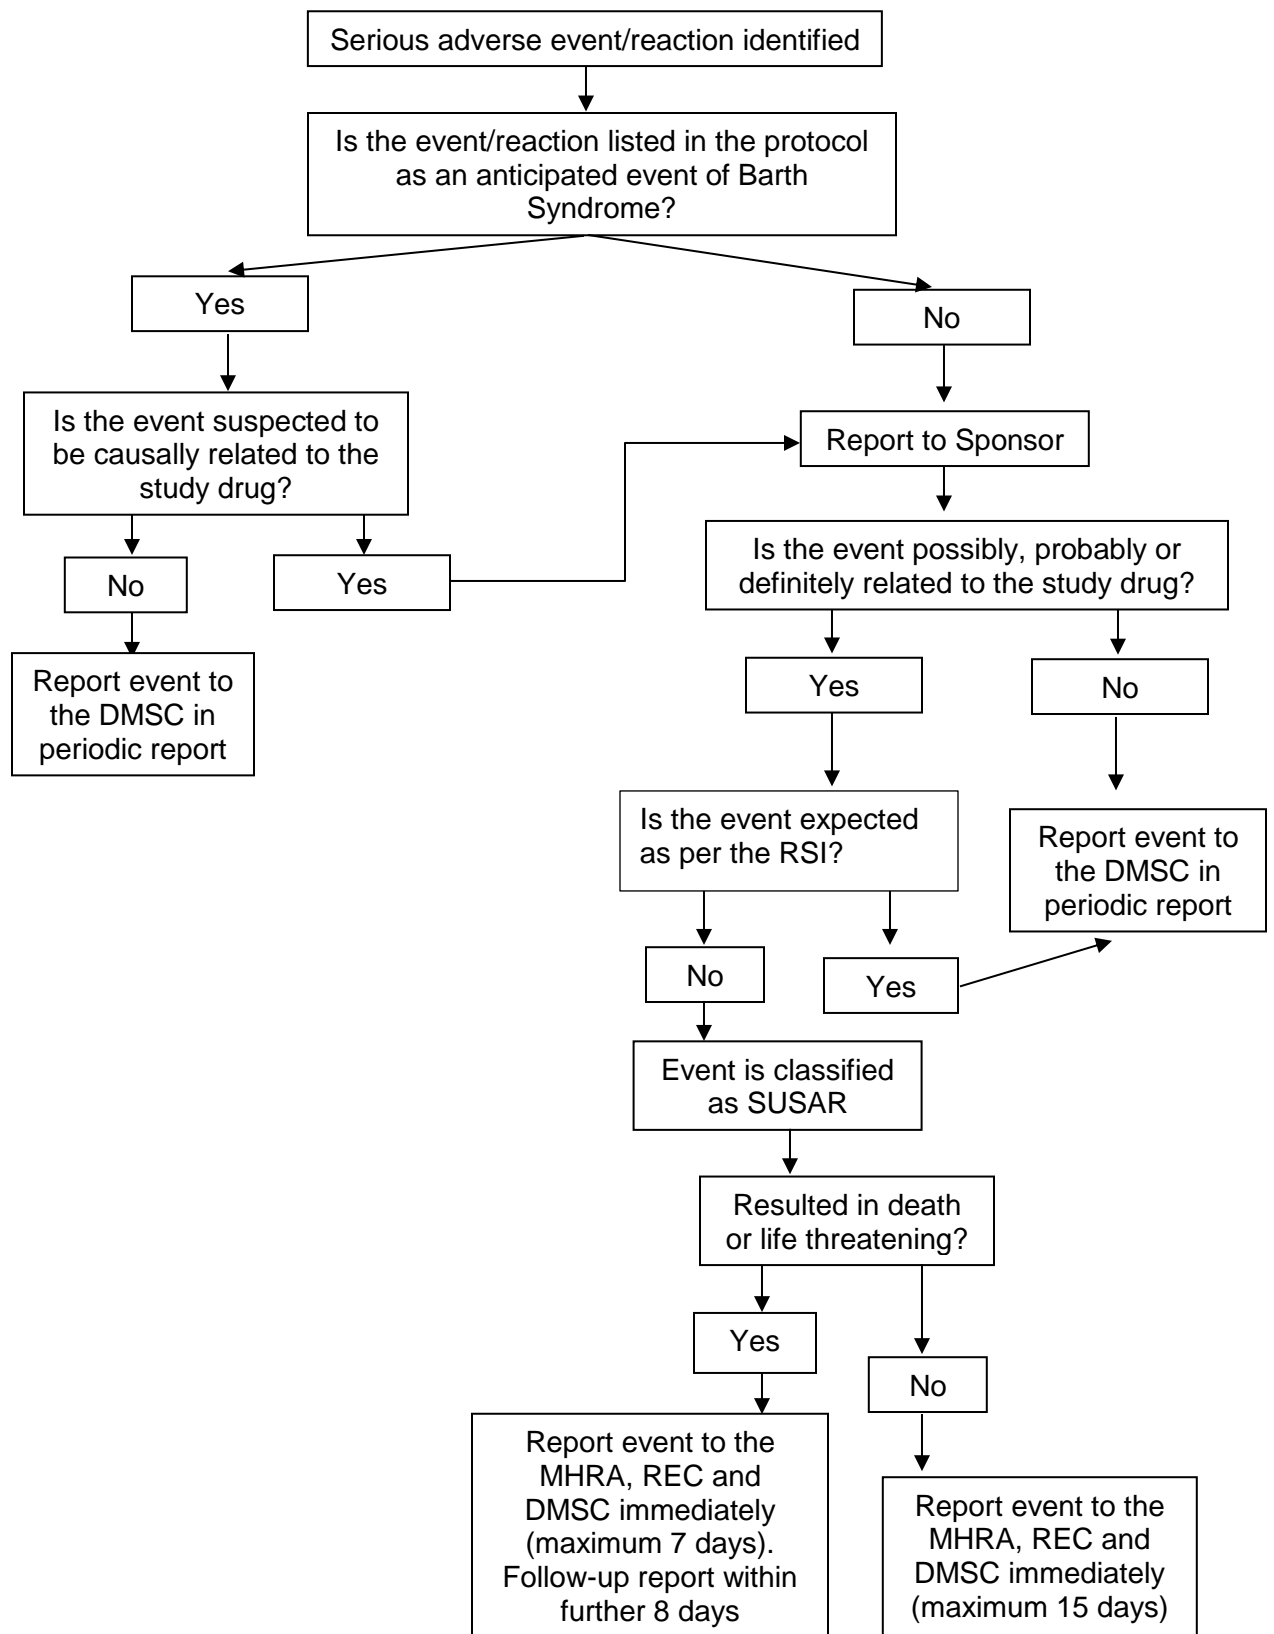 Serious adverse event/reaction identified
Is the event/reaction listed in the protocol
as an anticipated event of Barth
Syndrome?
Yes
No
Is the event suspected to
be causally related to the
study drug?
Report to Sponsor
No
Yes
Is the event possibly, probably or
definitely related to the study drug?
Report event to
the DMSC in
periodic report
Yes
No
Is the event expected
as per the RSI?
Report event to
the DMSC in
periodic report
No
Yes
Event is classified
as SUSAR
Resulted in death
or life threatening?
Yes
No
Report event to the
MHRA, REC and
DMSC immediately
(maximum 7 days).
Follow-up report within
further 8 days
Report event to the
MHRA, REC and
DMSC immediately
(maximum 15 days)